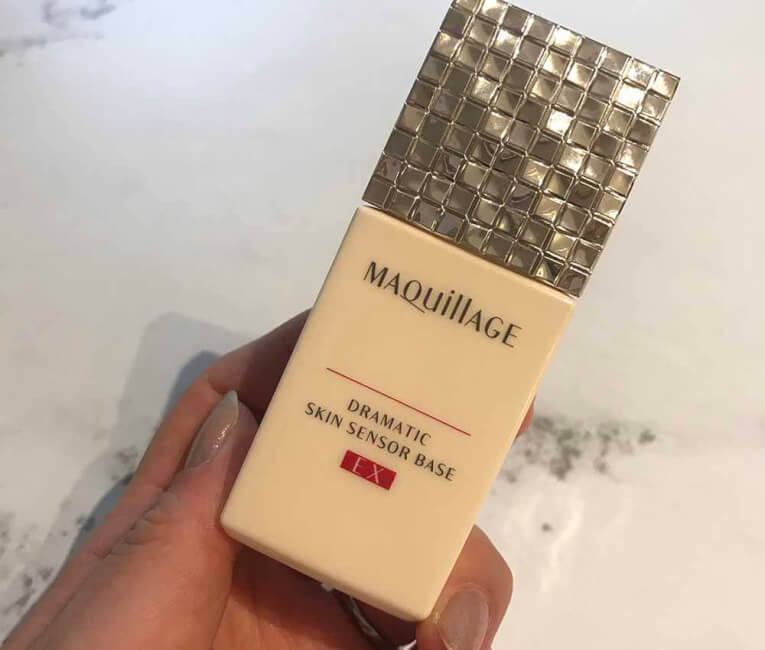 MAQuillAGE
DRAMATIC
SKIN SENSOR BASE
EX